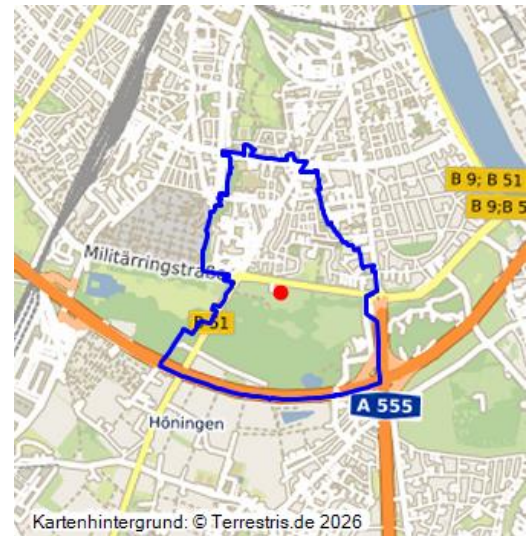 B 9; B 51
B 9;B 5
Militärringstraße
B 51
A 555
Höningen
Kartenhintergrund: © Terrestris.de 2026